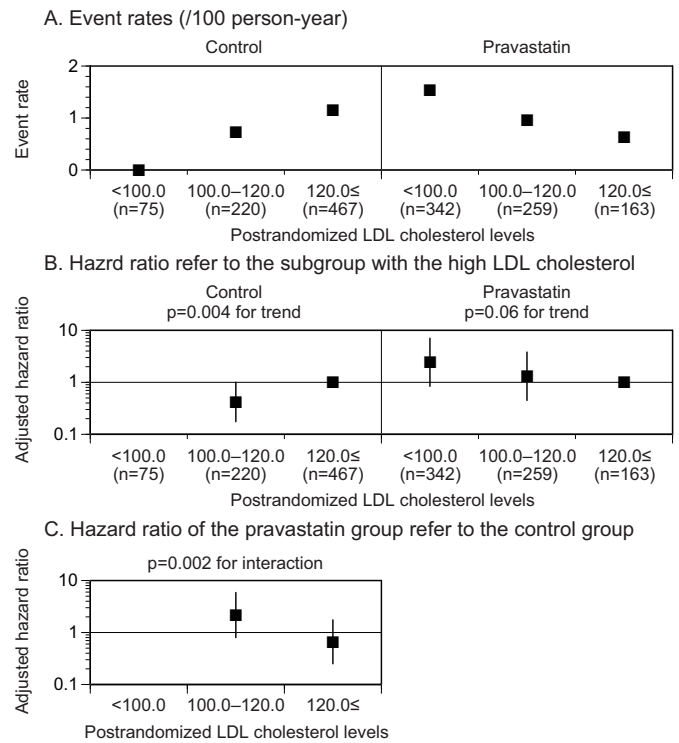 A. Event rates (/100 person-year)
Control Pravastatin
Event rate
2
1
0
<100.0 100.0–120.0 120.0≤ <100.0 100.0–120.0 120.0≤
(n=75) (n=220) (n=467) (n=342) (n=259) (n=163)
Postrandomized LDL cholesterol levels
B. Hazrd ratio refer to the subgroup with the high LDL cholesterol
Control Pravastatin
p=0.004 for trend p=0.06 for trend
Adjusted hazard ratio
10
1
0.1
<100.0 100.0–120.0 120.0≤ <100.0 100.0–120.0 120.0≤
(n=75) (n=220) (n=467) (n=342) (n=259) (n=163)
Postrandomized LDL cholesterol levels
C. Hazard ratio of the pravastatin group refer to the control group
p=0.002 for interaction
Adjusted hazard ratio
10
1
0.1
<100.0 100.0–120.0 120.0≤
Postrandomized LDL cholesterol levels